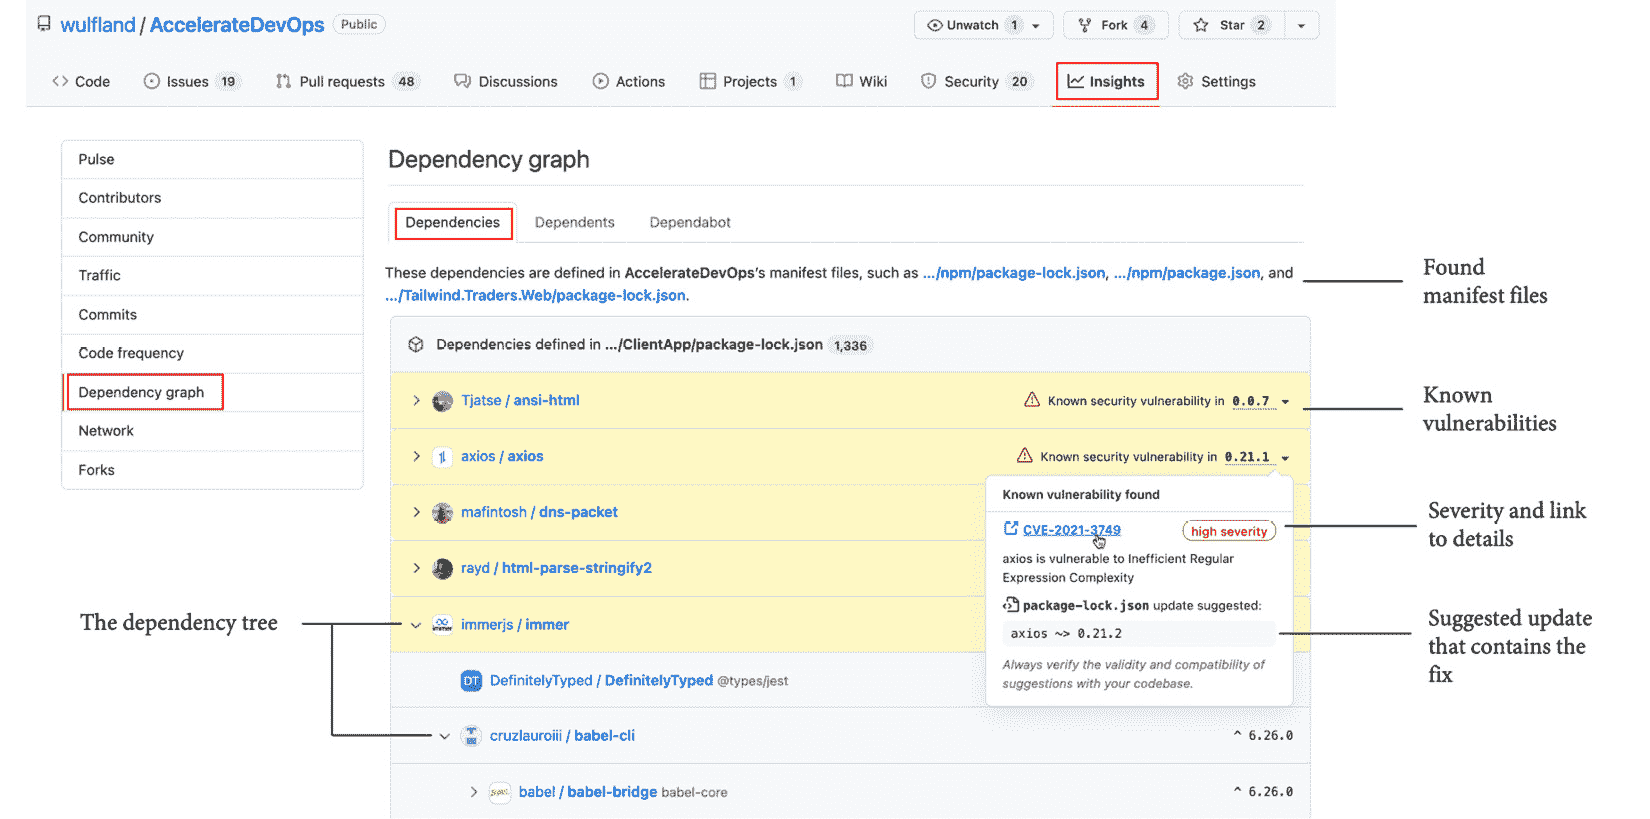 wulfland / AccelerateDevOps Public
Unwatch 1 Fork 4 Star 2
Code Issues 19 Pull requests 48 Discussions Actions Projects 1 Wiki Security 20 Insights Settings
Pulse
Contributors
Community
Traffic
Commits
Code frequency
Dependency graph
Network
Forks
Dependency graph
Dependencies Dependents Dependabot
These dependencies are defined in AccelerateDevOps's manifest files, such as .../npm/package-lock.json, .../npm/package.json, and
.../Tailwind.Traders.Web/package-lock.json.
Dependencies defined in .../ClientApp/package-lock.json 1,336
Tjatse / ansi-html Known security vulnerability in 0.0.7
axios / axios Known security vulnerability in 0.21.1
mafintosh / dns-packet
rayd / html-parse-stringify2
immerjs / immer
DT DefinitelyTyped / DefinitelyTyped @types/jest
cruzlauroiii / babel-cli ^ 6.26.0
babel / babel-bridge babel-core ^ 6.26.0
Known vulnerability found
CVE-2021-3749 high severity
axios is vulnerable to Inefficient Regular
Expression Complexity
package-lock.json update suggested:
axios ~> 0.21.2
Always verify the validity and compatibility of
suggestions with your codebase.
The dependency tree
Found
manifest files
Known
vulnerabilities
Severity and link
to details
Suggested update
that contains the
fix